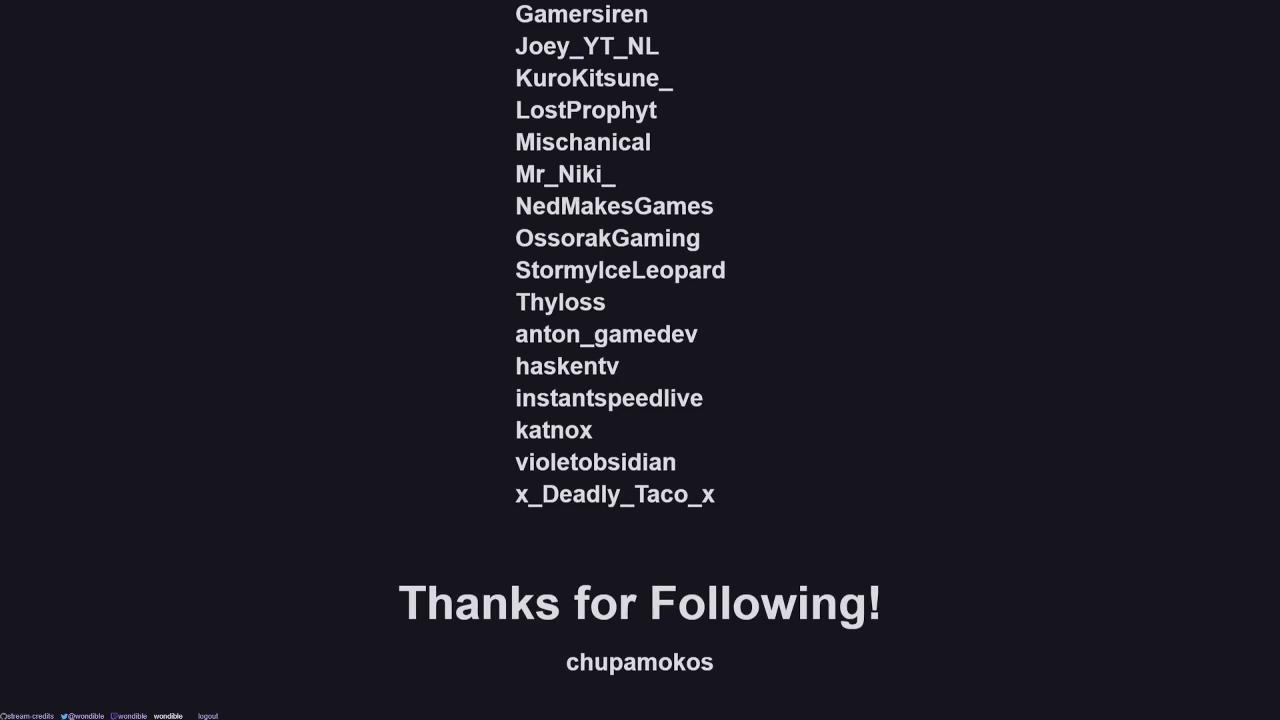 Gamersiren
Joey_YT_NL
KuroKitsune_
LostProphyt
Mischanical
Mr_Niki_
NedMakesGames
OssorakGaming
StormyIceLeopard
Thyloss
anton_gamedev
haskentv
instantspeedlive
katnox
violetobsidian
x_Deadly_Taco_x
Thanks for Following!
chupamokos
stream-credits @wondible wondible wondible logout